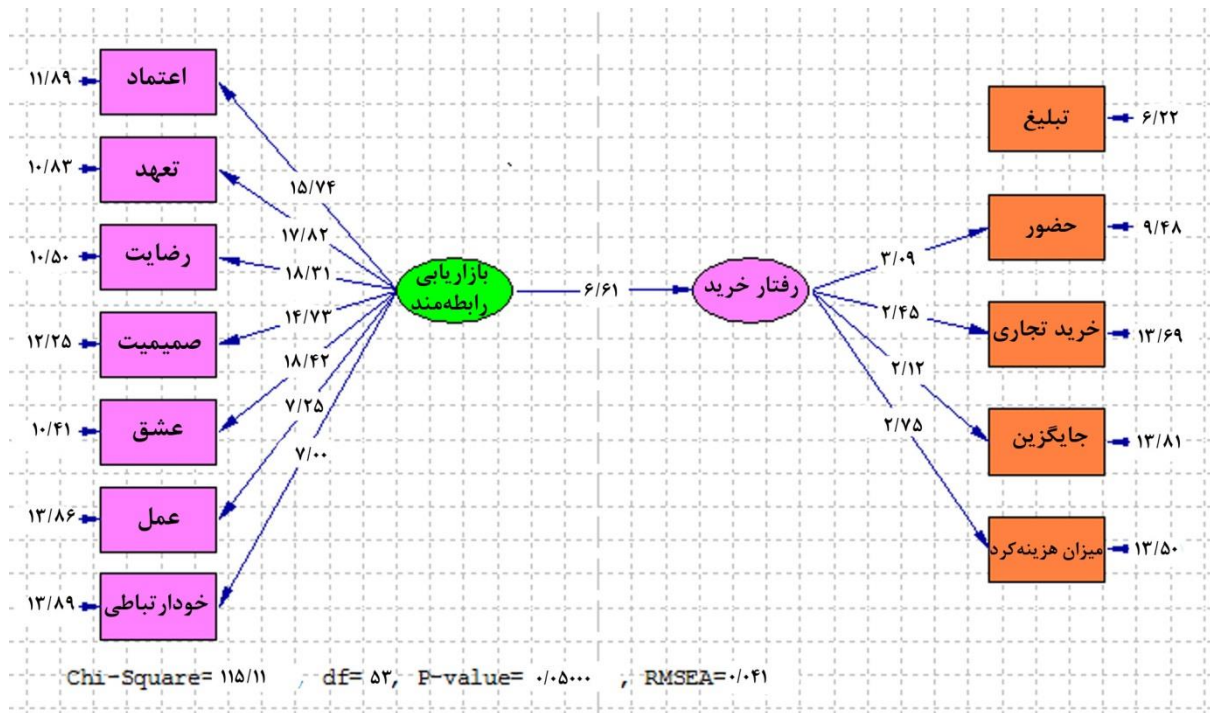 ۱۱/۸۹
اعتماد
۱۰/۸۳
تعهد
۱۰/۵۰
رضایت
۱۲/۲۵
صمیمیت
۱۰/۴۱
عشق
۱۳/۸۶
عمل
۱۳/۸۹
خودارتباطی
۱۵/۷۴
۱۷/۸۲
۱۸/۳۱
۱۴/۷۳
۱۸/۴۲
۷/۲۵
۷/۰۰
بازاریابی
رابطه‌مند
۶/۶۱
رفتار خرید
۳/۰۹
۲/۴۵
۲/۱۲
۲/۷۵
تبلیغ
۶/۲۲
حضور
۹/۴۸
خرید تجاری
۱۳/۶۹
جایگزین
۱۳/۸۱
میزان هزینه‌کرد
۱۳/۵۰
Chi-Square= ۱۱۵/۱۱ , df= ۵۳, P-value= ۰/۰۵۰۰۰ , RMSEA=۰/۰۴۱